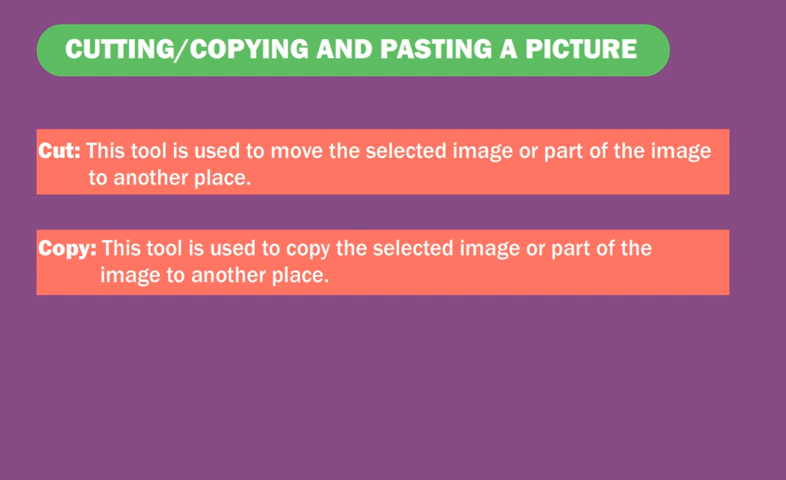 CUTTING/COPYING AND PASTING A PICTURE
Cut: This tool is used to move the selected image or part of the image
to another place.
Copy: This tool is used to copy the selected image or part of the
image to another place.